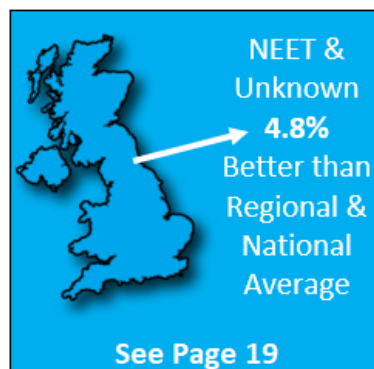 NEET &
Unknown
4.8%
Better than
Regional &
National
Average
See Page 19